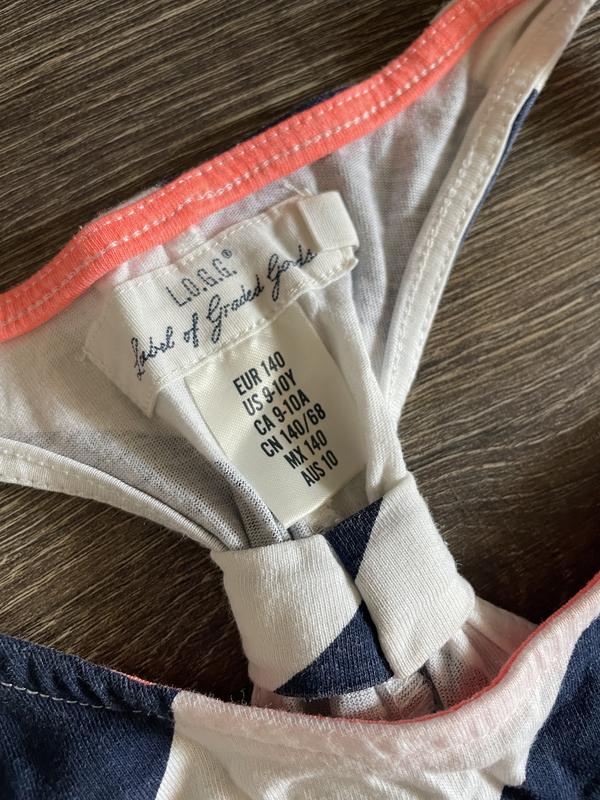 L.O.G.G.®
Label of Graded Goods
EUR 140
US 9-10Y
CA 9-10A
CN 140/68
MX 140
AUS 10